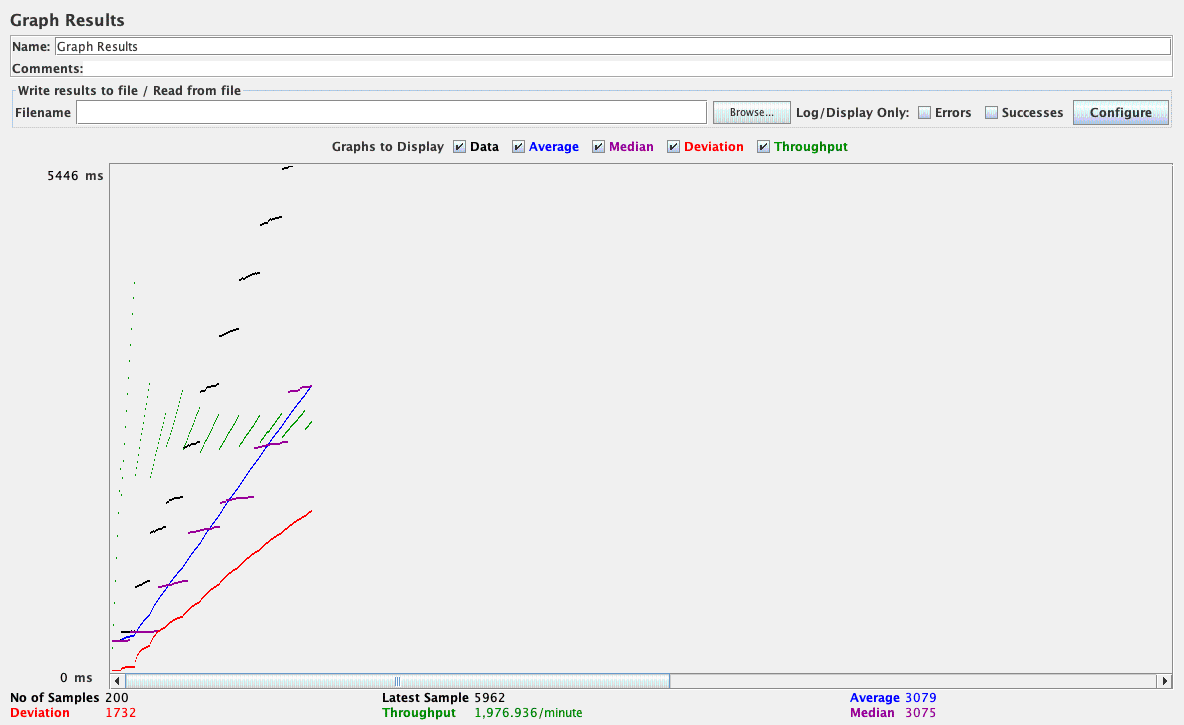 Graph Results
Name: Graph Results
Comments:
Write results to file / Read from file
Filename Browse... Log/Display Only: Errors Successes Configure
Graphs to Display Data Average Median Deviation Throughput
5446 ms
0 ms
No of Samples 200 Latest Sample 5962 Average 3079
Deviation 1732 Throughput 1,976.936/minute Median 3075